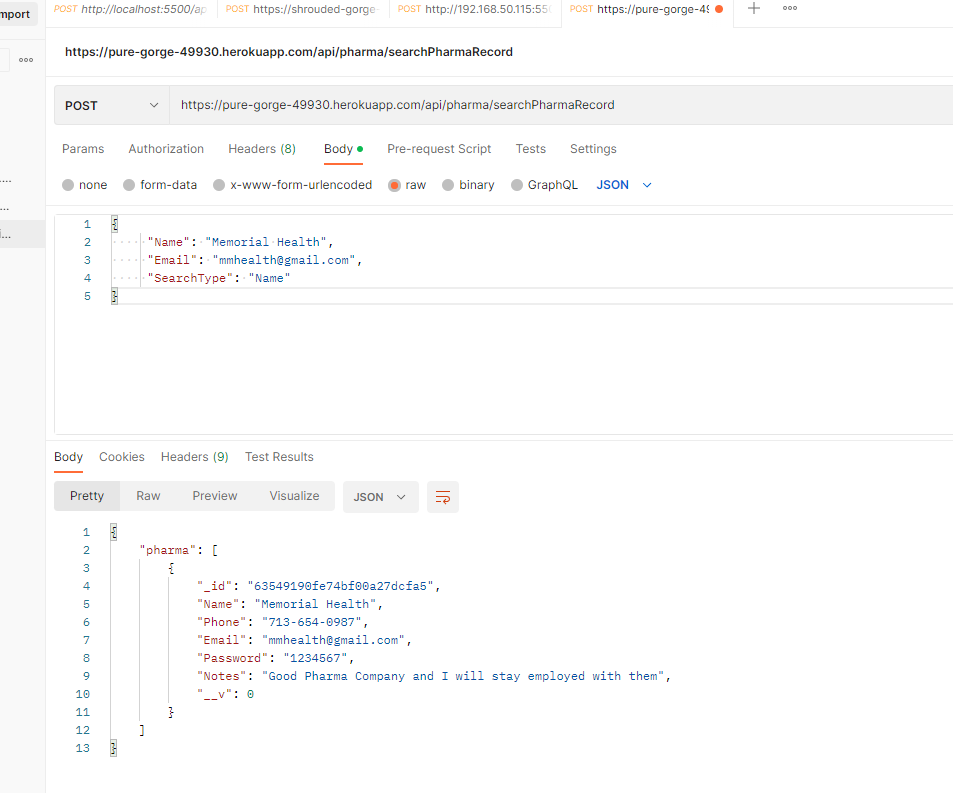 mport
POST http://localhost:5500/ap
POST https://shrouded-gorge-
POST http://192.168.50.115:55
POST https://pure-gorge-49
https://pure-gorge-49930.herokuapp.com/api/pharma/searchPharmaRecord
POST
https://pure-gorge-49930.herokuapp.com/api/pharma/searchPharmaRecord
Params Authorization Headers (8) Body Pre-request Script Tests Settings
none form-data x-www-form-urlencoded raw binary GraphQL JSON
1 {
2 "Name": "Memorial Health",
3 "Email": "mmhealth@gmail.com",
4 "SearchType": "Name"
5 }
Body Cookies Headers (9) Test Results
Pretty Raw Preview Visualize JSON
1 {
2 "pharma": [
3 {
4 "_id": "63549190fe74bf00a27dcfa5",
5 "Name": "Memorial Health",
6 "Phone": "713-654-0987",
7 "Email": "mmhealth@gmail.com",
8 "Password": "1234567",
9 "Notes": "Good Pharma Company and I will stay employed with them",
10 "__v": 0
11 }
12 ]
13 }